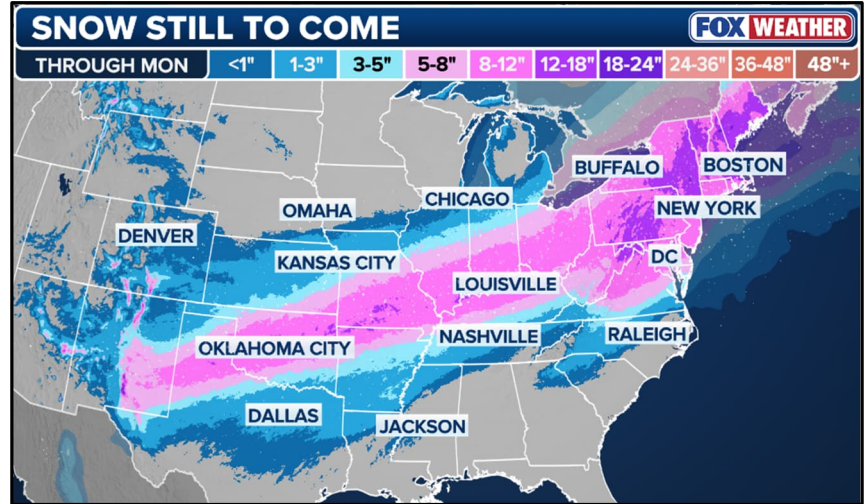 SNOW STILL TO COME
FOX WEATHER
THROUGH MON <1" 1-3" 3-5" 5-8" 8-12" 12-18" 18-24" 24-36" 36-48" 48"+
BUFFALO
BOSTON
CHICAGO
OMAHA
NEW YORK
DENVER
DC
KANSAS CITY
LOUISVILLE
NASHVILLE
RALEIGH
OKLAHOMA CITY
DALLAS
JACKSON